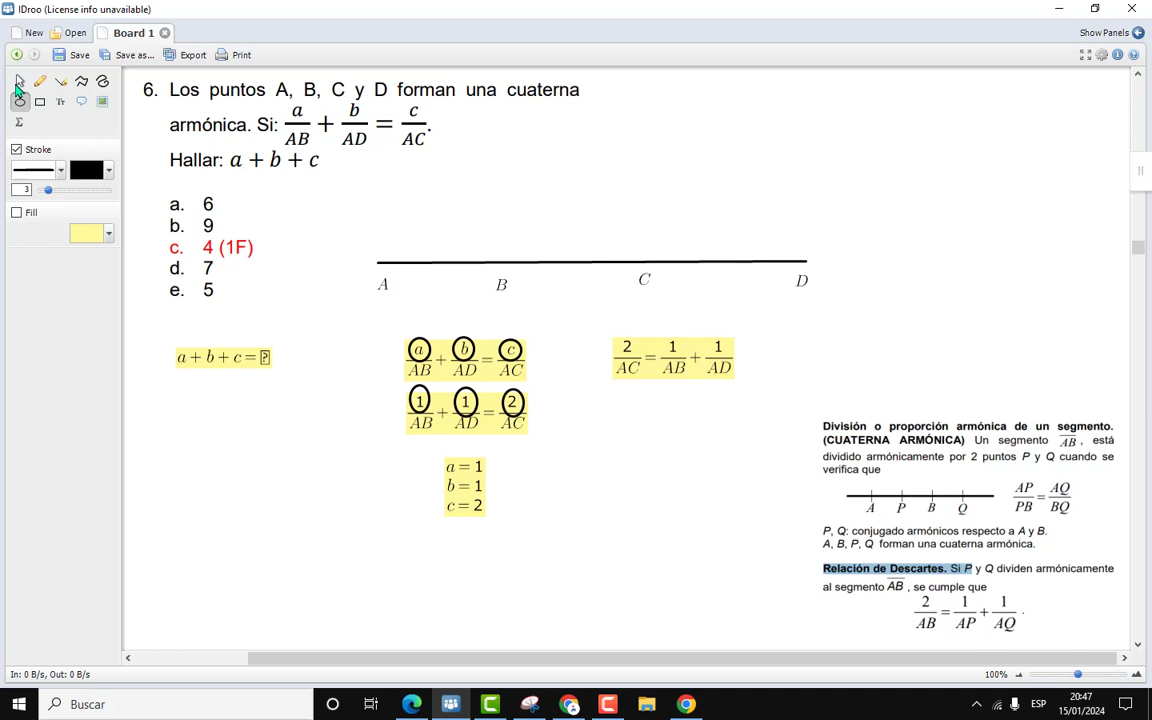 IDroo (License info unavailable)
New Open Board 1 Show Panels
Save Save as... Export Print
6. Los puntos A, B, C y D forman una cuaterna
armónica. Si: a/AB + b/AD = c/AC.
Hallar: a + b + c
a. 6
b. 9
c. 4 (1F)
d. 7
e. 5
Tr
Σ
Stroke
3
Fill
A B C D
a + b + c = ?
a/AB + b/AD = c/AC
1/AB + 1/AD = 2/AC
a = 1
b = 1
c = 2
2/AC = 1/AB + 1/AD
División o proporción armónica de un segmento.
(CUATERNA ARMÓNICA) Un segmento AB, está
dividido armónicamente por 2 puntos P y Q cuando se
verifica que
A P B Q
AP/PB = AQ/BQ
P, Q: conjugado armónicos respecto a A y B.
A, B, P, Q forman una cuaterna armónica.
Relación de Descartes. Si P y Q dividen armónicamente
al segmento AB, se cumple que
2/AB = 1/AP + 1/AQ.
In: 0 B/s, Out: 0 B/s
100%
Buscar
ESP
20:47
15/01/2024